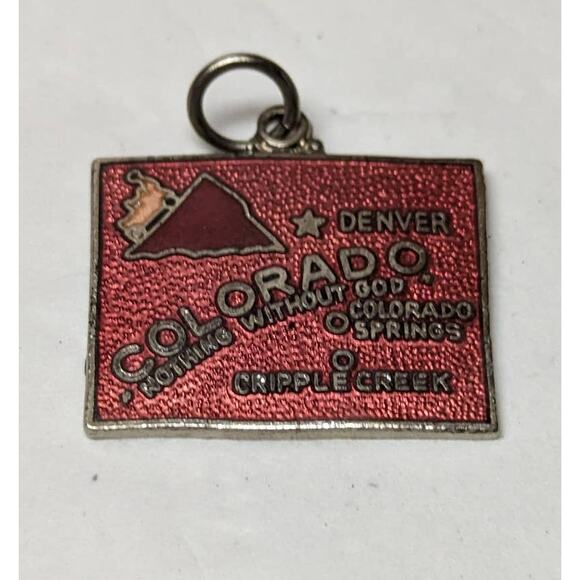 DENVER
COLORADO
"NOTHING WITHOUT GOD"
COLORADO
SPRINGS
CRIPPLE CREEK